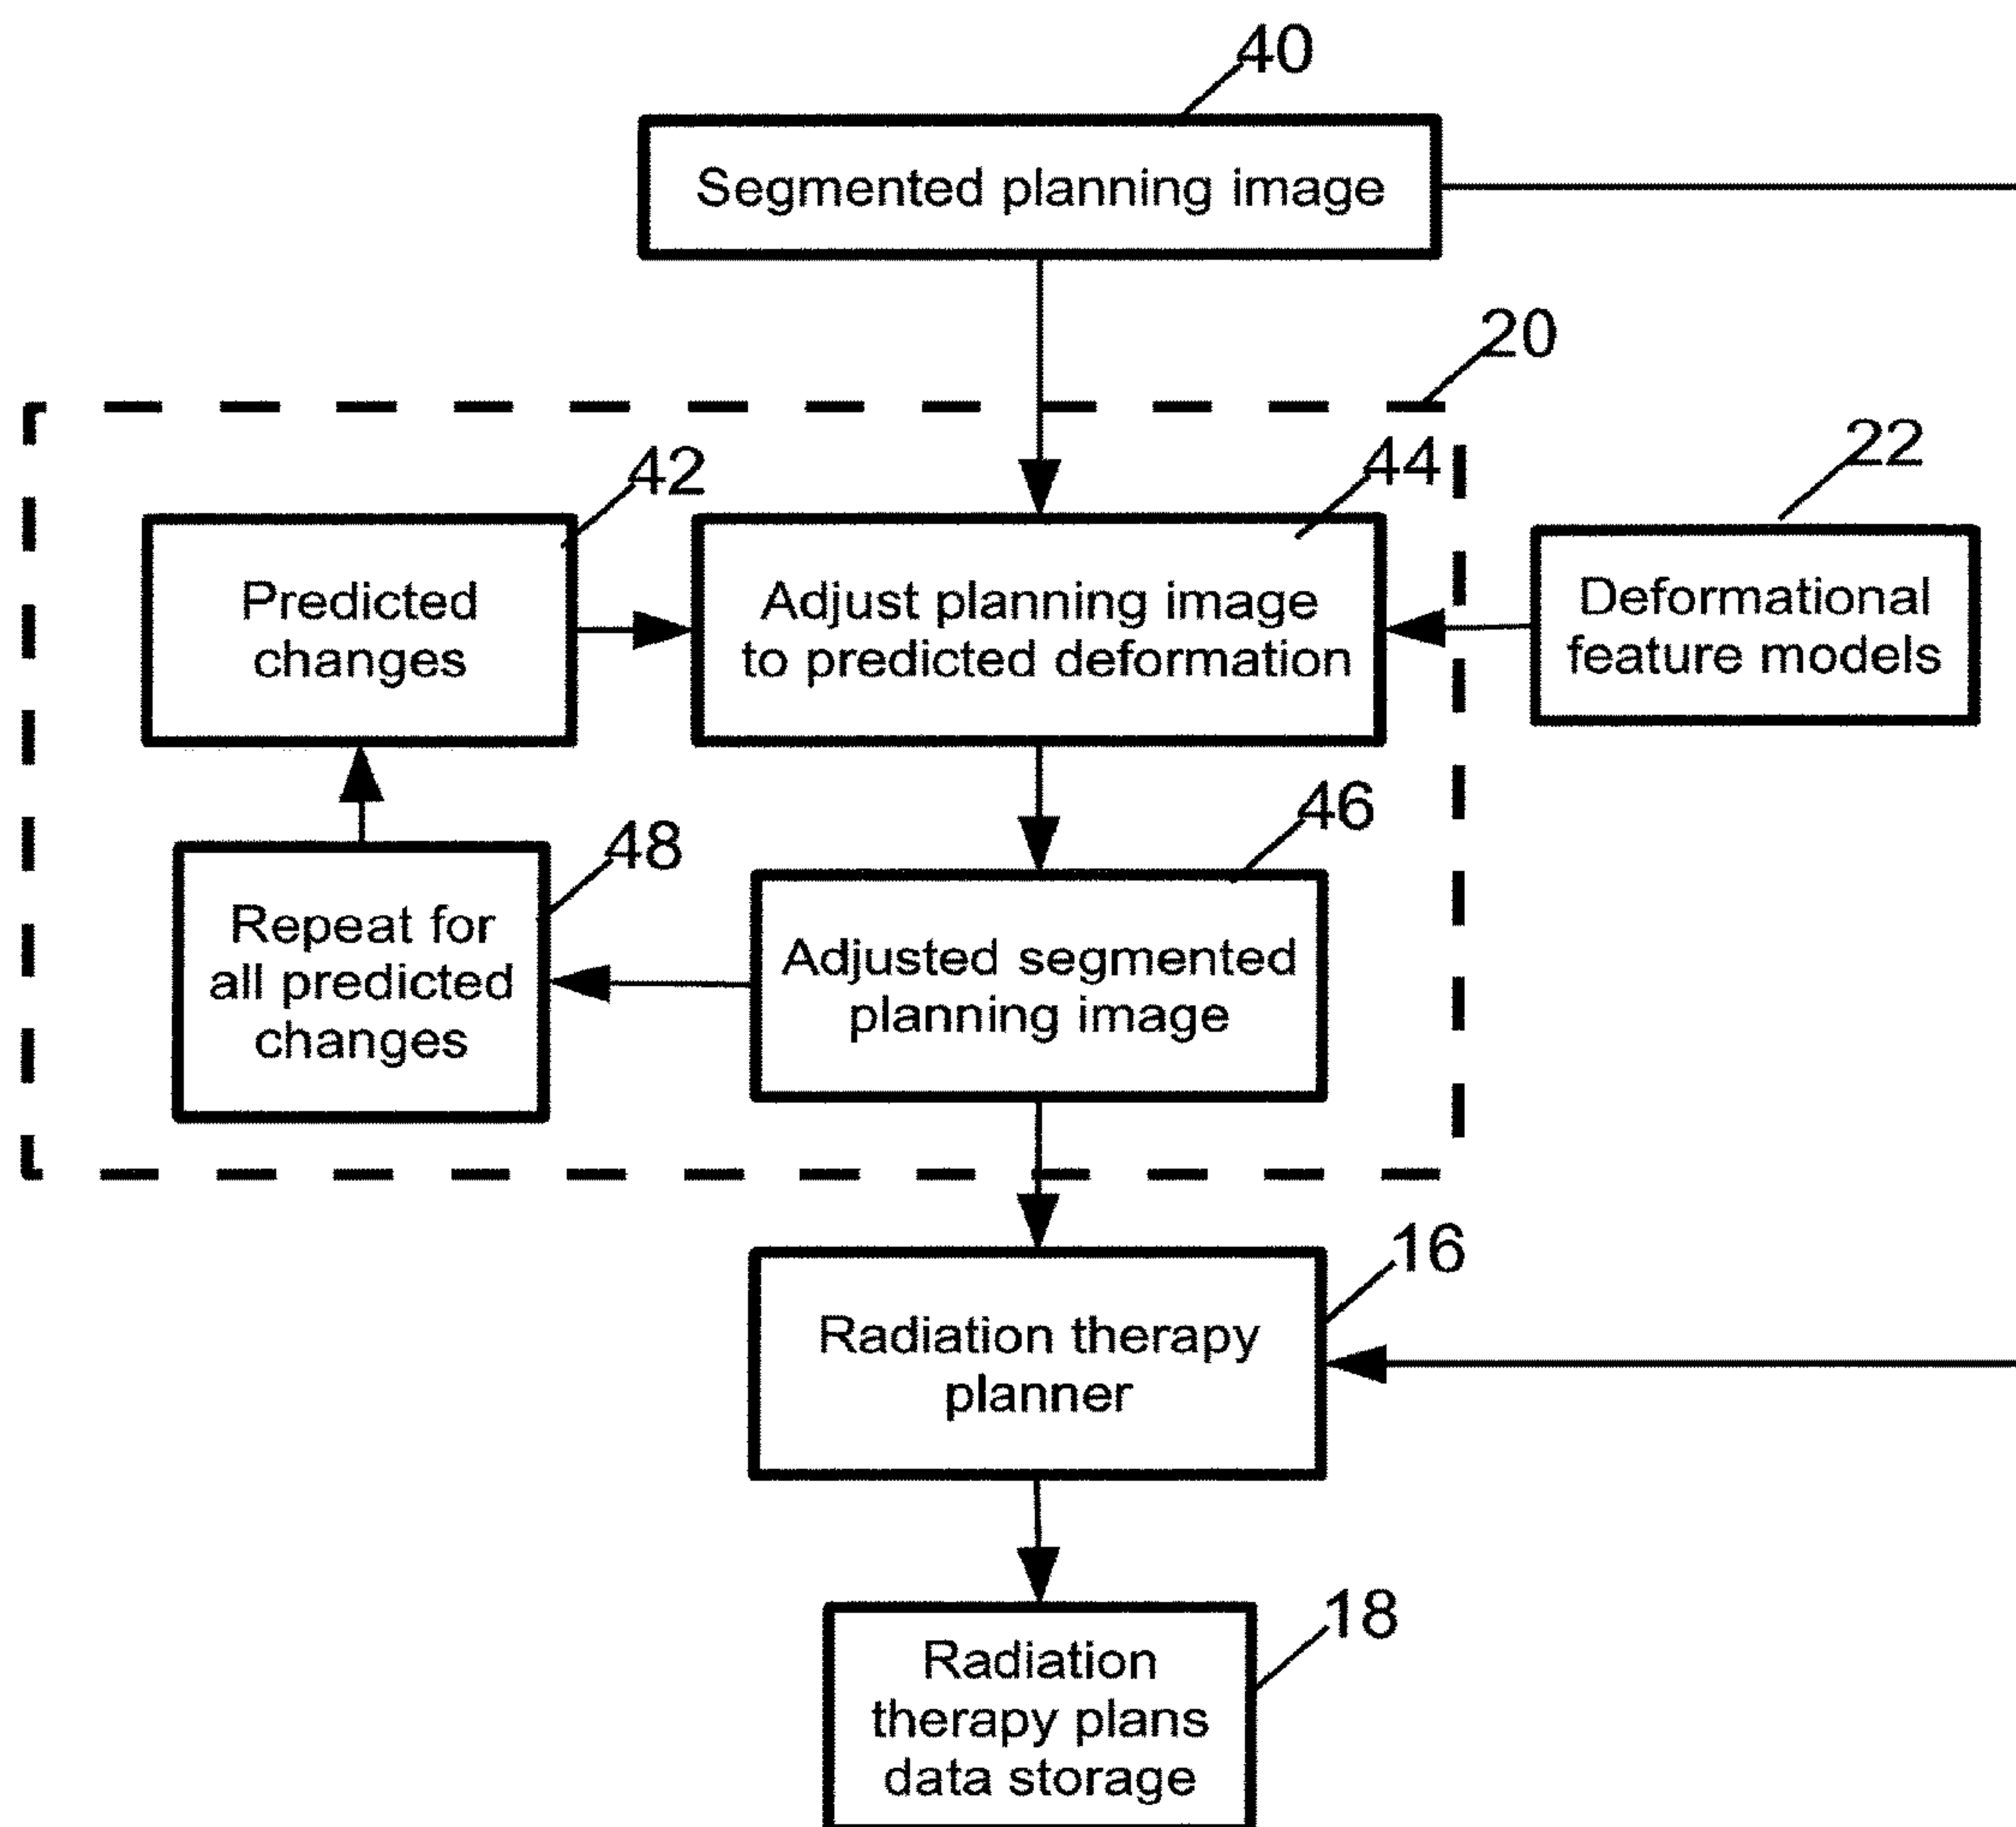 40
Segmented planning image
20
42
44
22
Predicted
changes
Adjust planning image
to predicted deformation
Deformational
feature models
48
46
Repeat for
all predicted
changes
Adjusted segmented
planning image
16
Radiation therapy
planner
18
Radiation
therapy plans
data storage